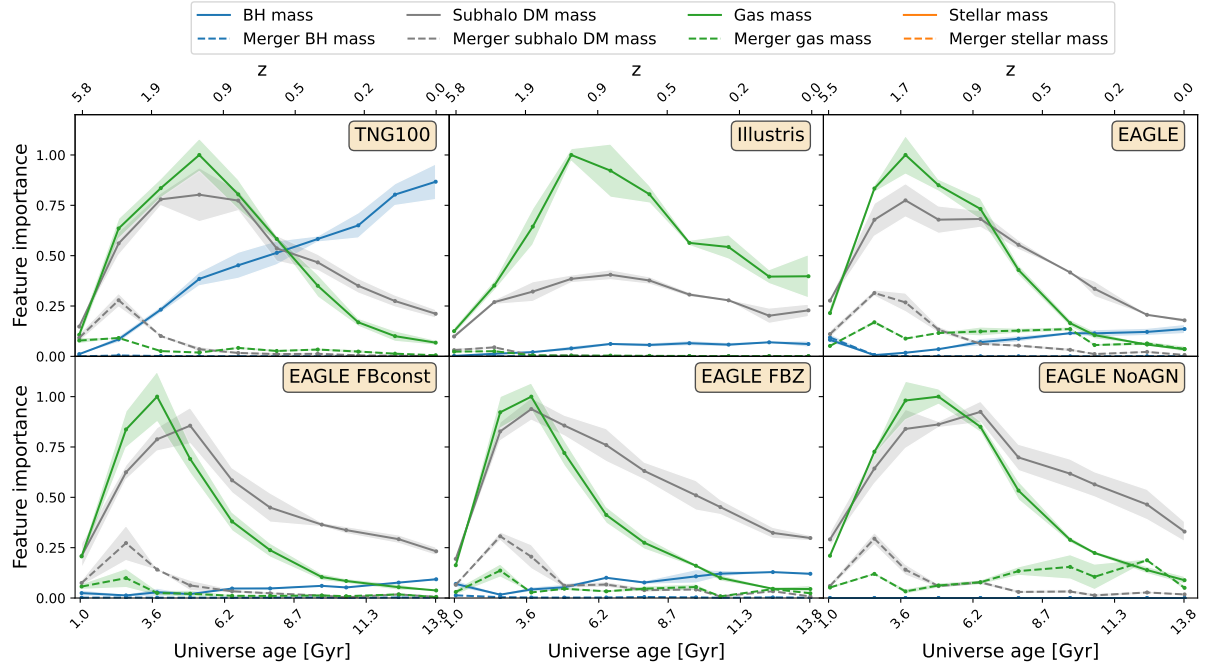 BH mass Subhalo DM mass Gas mass Stellar mass
Merger BH mass Merger subhalo DM mass Merger gas mass Merger stellar mass
z z z
5.8 1.9 0.9 0.5 0.2 0.0 5.8 1.9 0.9 0.5 0.2 0.0 5.5 1.7 0.9 0.5 0.2 0.0
TNG100 Illustris EAGLE
Feature importance
1.00
0.75
0.50
0.25
0.00
EAGLE FBconst EAGLE FBZ EAGLE NoAGN
Feature importance
1.00
0.75
0.50
0.25
0.00
1.0 3.6 6.2 8.7 11.3 13.8 1.0 3.6 6.2 8.7 11.3 13.8 1.0 3.6 6.2 8.7 11.3 13.8
Universe age [Gyr] Universe age [Gyr] Universe age [Gyr]